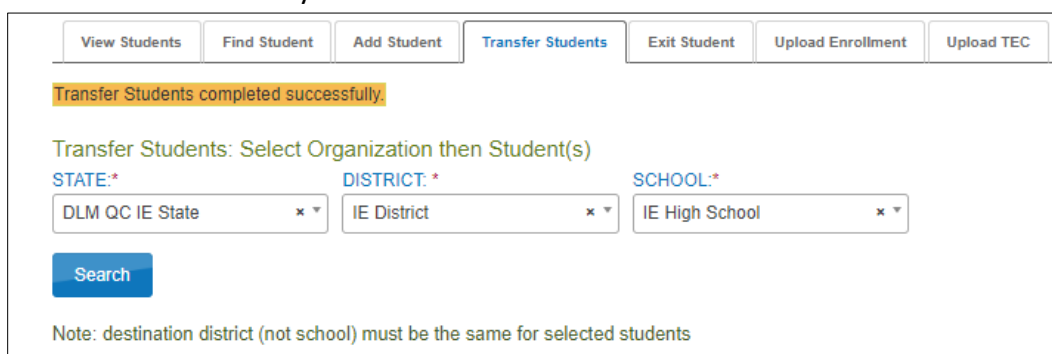 View Students Find Student Add Student Transfer Students Exit Student Upload Enrollment Upload TEC
Transfer Students completed successfully.
Transfer Students: Select Organization then Student(s)
STATE:* DISTRICT: * SCHOOL:*
DLM QC IE State × IE District × IE High School ×
Search
Note: destination district (not school) must be the same for selected students